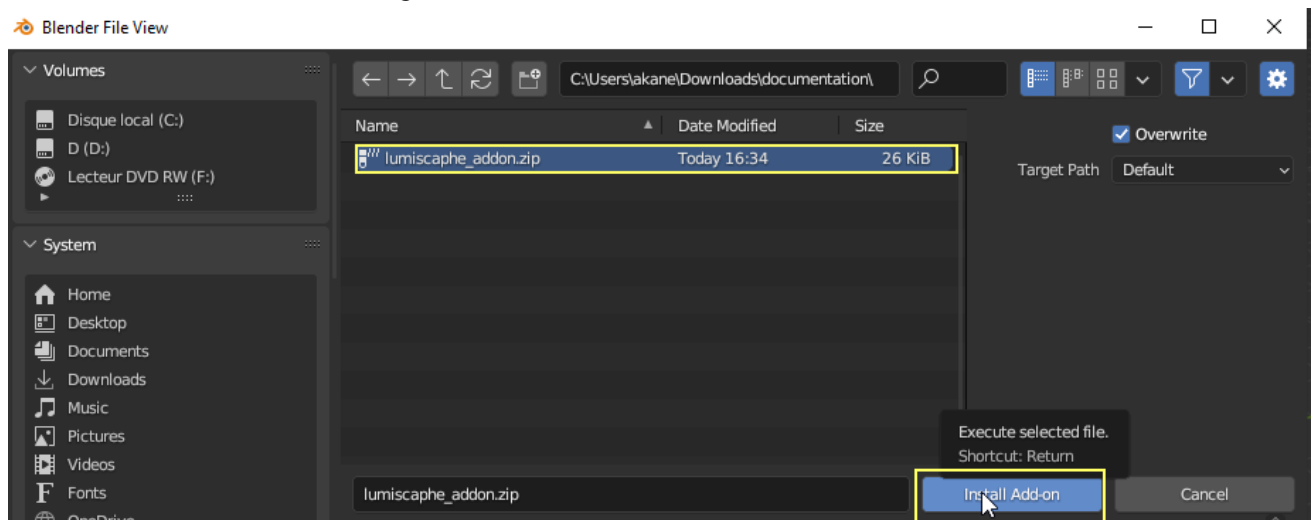 Blender File View
Volumes
Disque local (C:)
D (D:)
Lecteur DVD RW (F:)
System
Home
Desktop
Documents
Downloads
Music
Pictures
Videos
Fonts
OneDrive
C:\Users\akane\Downloads\documentation\
Name Date Modified Size
lumiscaphe_addon.zip Today 16:34 26 KiB
Overwrite
Target Path Default
Execute selected file.
Shortcut: Return
lumiscaphe_addon.zip Install Add-on Cancel